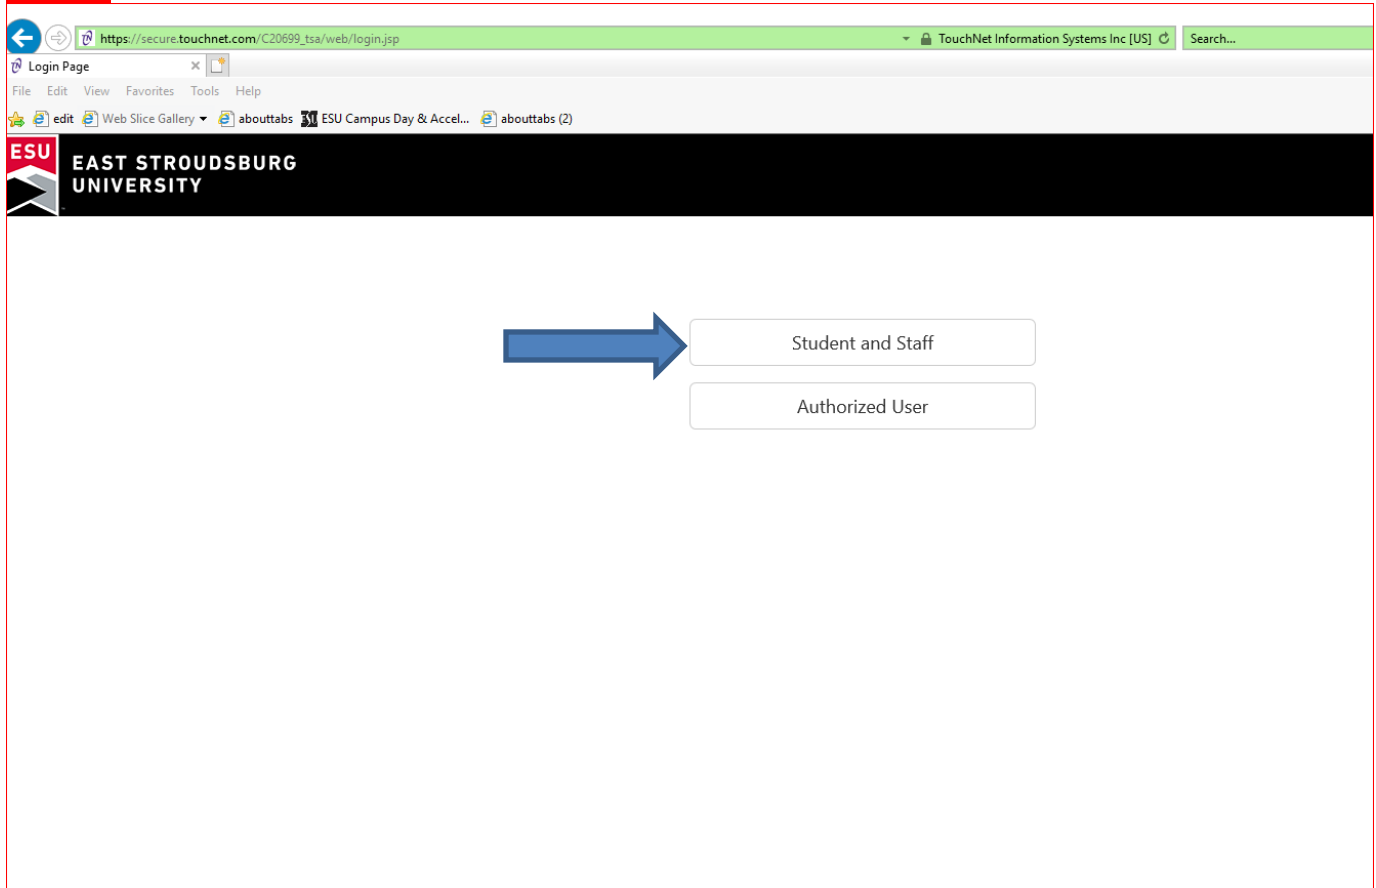 https://secure.touchnet.com/C20699_tsa/web/login.jsp TouchNet Information Systems Inc [US] Search...
Login Page
File Edit View Favorites Tools Help
edit Web Slice Gallery abouttabs ESU Campus Day & Accel... abouttabs (2)
ESU
EAST STROUDSBURG
UNIVERSITY
Student and Staff
Authorized User